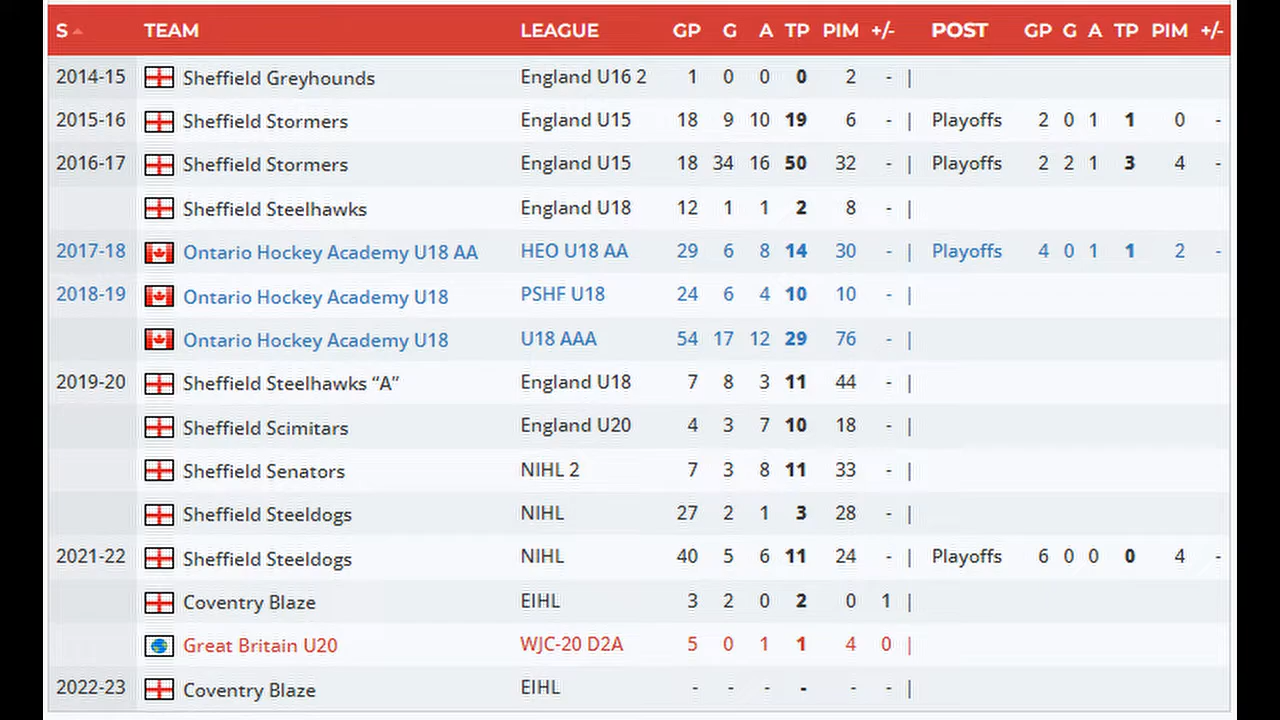 S TEAM LEAGUE GP G A TP PIM +/- POST GP G A TP PIM +/-
2014-15 Sheffield Greyhounds England U16 2 1 0 0 0 2 - |
2015-16 Sheffield Stormers England U15 18 9 10 19 6 - | Playoffs 2 0 1 1 0 -
2016-17 Sheffield Stormers England U15 18 34 16 50 32 - | Playoffs 2 2 1 3 4 -
Sheffield Steelhawks England U18 12 1 1 2 8 - |
2017-18 Ontario Hockey Academy U18 AA HEO U18 AA 29 6 8 14 30 - | Playoffs 4 0 1 1 2 -
2018-19 Ontario Hockey Academy U18 PSHF U18 24 6 4 10 10 - |
Ontario Hockey Academy U18 U18 AAA 54 17 12 29 76 - |
2019-20 Sheffield Steelhawks “A” England U18 7 8 3 11 44 - |
Sheffield Scimitars England U20 4 3 7 10 18 - |
Sheffield Senators NIHL 2 7 3 8 11 33 - |
Sheffield Steeldogs NIHL 27 2 1 3 28 - |
2021-22 Sheffield Steeldogs NIHL 40 5 6 11 24 - | Playoffs 6 0 0 0 4 -
Coventry Blaze EIHL 3 2 0 2 0 1 |
Great Britain U20 WJC-20 D2A 5 0 1 1 4 0 |
2022-23 Coventry Blaze EIHL - - - - - - |